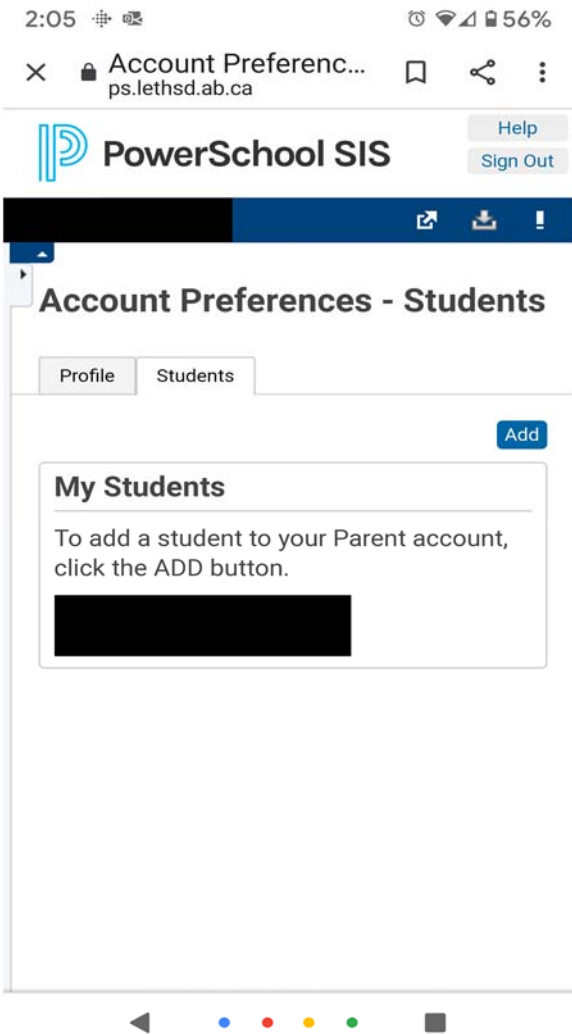 2:05 56%
Account Preferenc...
ps.lethsd.ab.ca
Help
PowerSchool SIS
Sign Out
Account Preferences - Students
Profile Students
Add
My Students
To add a student to your Parent account,
click the ADD button.